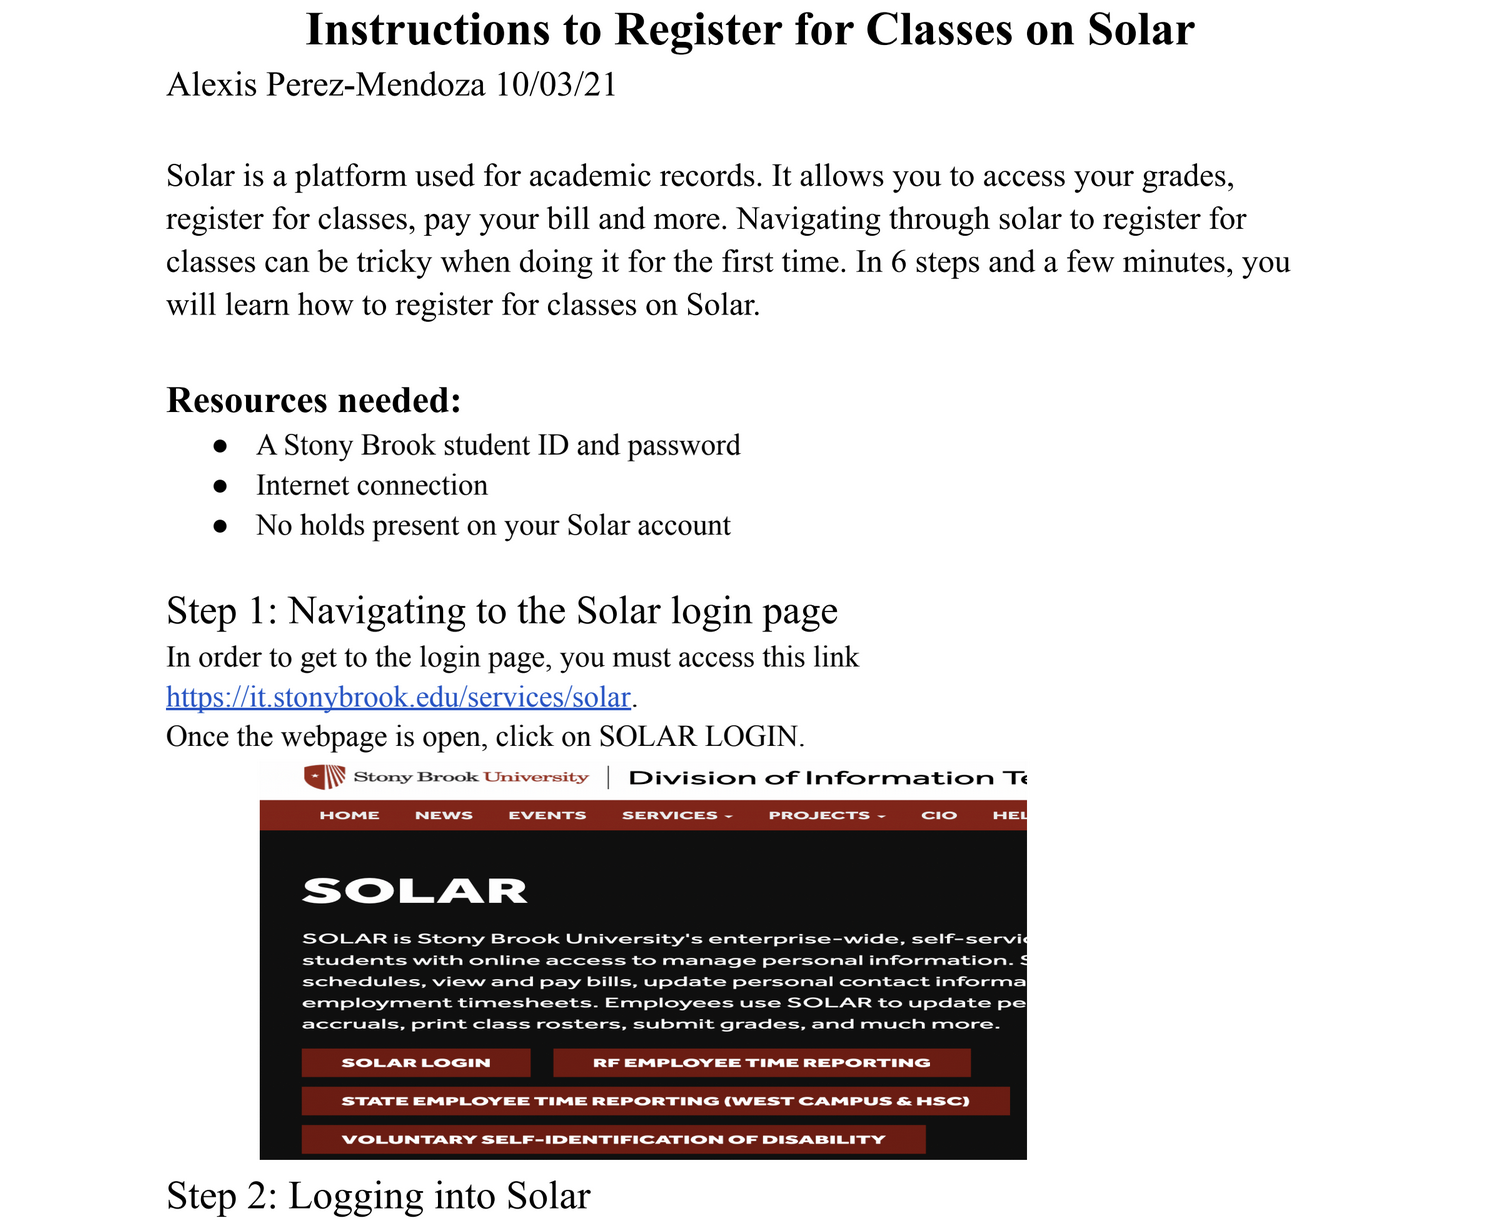 Instructions to Register for Classes on Solar
Alexis Perez-Mendoza 10/03/21
Solar is a platform used for academic records. It allows you to access your grades,
register for classes, pay your bill and more. Navigating through solar to register for
classes can be tricky when doing it for the first time. In 6 steps and a few minutes, you
will learn how to register for classes on Solar.
Resources needed:
● A Stony Brook student ID and password
● Internet connection
● No holds present on your Solar account
Step 1: Navigating to the Solar login page
In order to get to the login page, you must access this link
https://it.stonybrook.edu/services/solar.
Once the webpage is open, click on SOLAR LOGIN.
Stony Brook University | Division of Information Te
HOME NEWS EVENTS SERVICES PROJECTS CIO HEL
SOLAR
SOLAR is Stony Brook University's enterprise-wide, self-servic
students with online access to manage personal information. S
schedules, view and pay bills, update personal contact informa
employment timesheets. Employees use SOLAR to update pe
accruals, print class rosters, submit grades, and much more.
SOLAR LOGIN RF EMPLOYEE TIME REPORTING
STATE EMPLOYEE TIME REPORTING (WEST CAMPUS & HSC)
VOLUNTARY SELF-IDENTIFICATION OF DISABILITY
Step 2: Logging into Solar